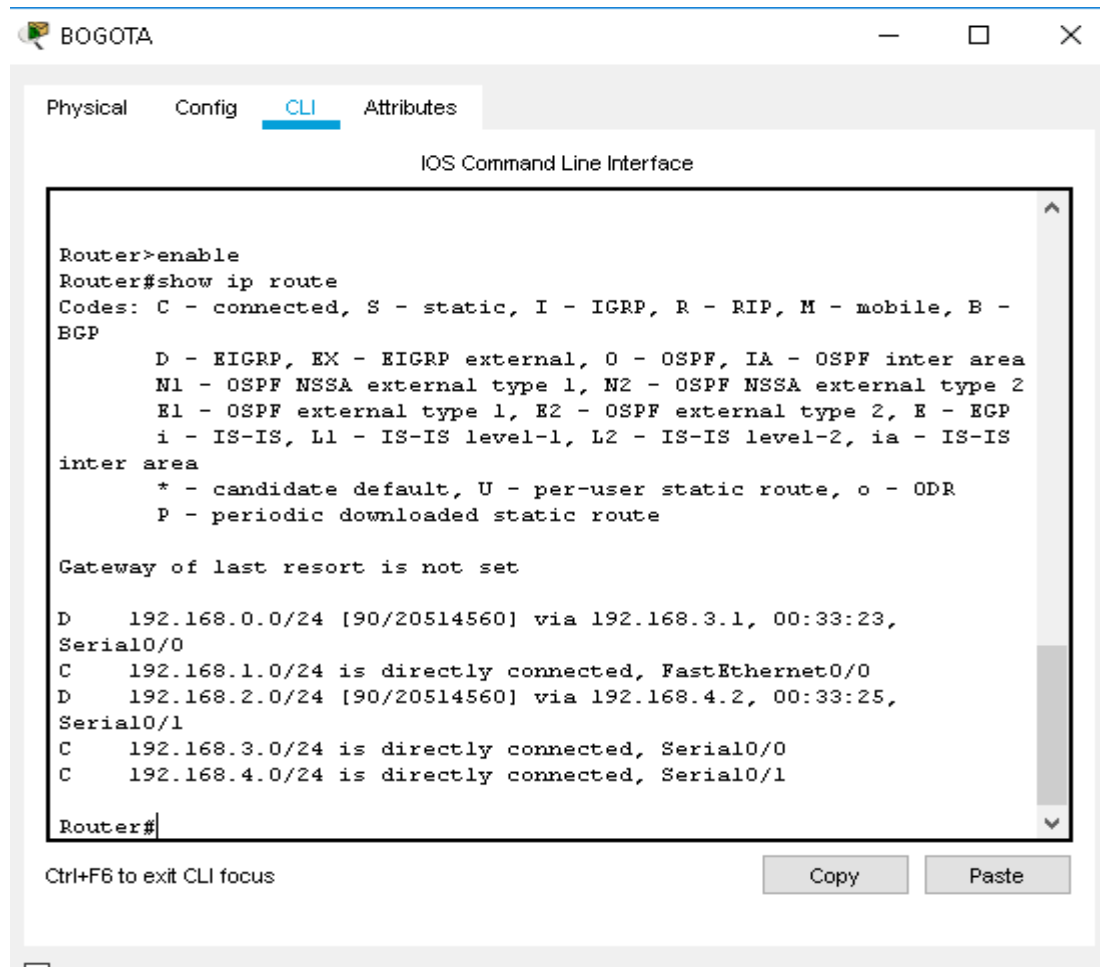 BOGOTA
Physical Config CLI Attributes
IOS Command Line Interface
Router>enable
Router#show ip route
Codes: C - connected, S - static, I - IGRP, R - RIP, M - mobile, B -
BGP
D - EIGRP, EX - EIGRP external, O - OSPF, IA - OSPF inter area
N1 - OSPF NSSA external type 1, N2 - OSPF NSSA external type 2
E1 - OSPF external type 1, E2 - OSPF external type 2, E - EGP
i - IS-IS, L1 - IS-IS level-1, L2 - IS-IS level-2, ia - IS-IS
inter area
* - candidate default, U - per-user static route, o - ODR
P - periodic downloaded static route
Gateway of last resort is not set
D 192.168.0.0/24 [90/20514560] via 192.168.3.1, 00:33:23,
Serial0/0
C 192.168.1.0/24 is directly connected, FastEthernet0/0
D 192.168.2.0/24 [90/20514560] via 192.168.4.2, 00:33:25,
Serial0/1
C 192.168.3.0/24 is directly connected, Serial0/0
C 192.168.4.0/24 is directly connected, Serial0/1
Router#
Ctrl+F6 to exit CLI focus
Copy Paste